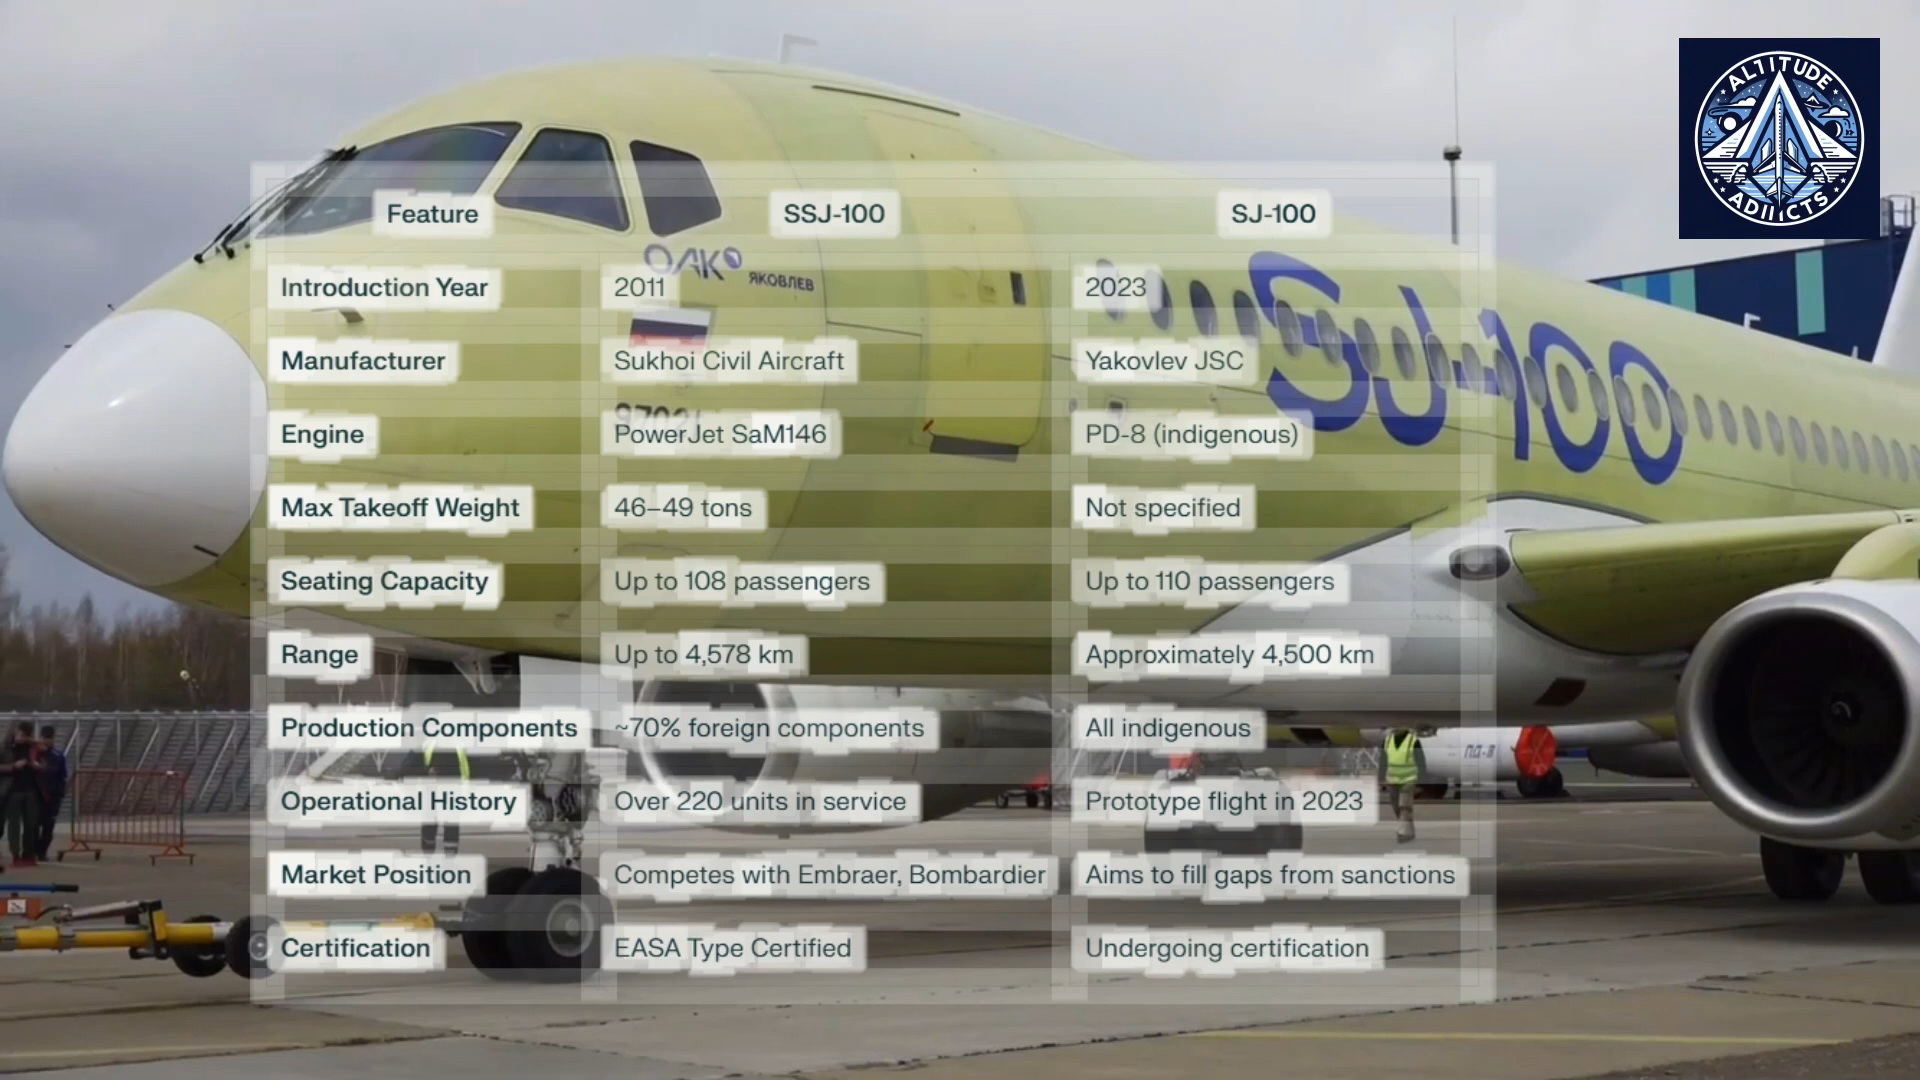 ALTITUDE
ADIIICTS
Feature SSJ-100 SJ-100
ОАК
ЯКОВЛЕВ
Introduction Year 2011 2023
SJ-100
Manufacturer Sukhoi Civil Aircraft Yakovlev JSC
Engine PowerJet SaM146 PD-8 (indigenous)
Max Takeoff Weight 46–49 tons Not specified
Seating Capacity Up to 108 passengers Up to 110 passengers
Range Up to 4,578 km Approximately 4,500 km
Production Components ~70% foreign components All indigenous
ПД-8
Operational History Over 220 units in service Prototype flight in 2023
Market Position Competes with Embraer, Bombardier Aims to fill gaps from sanctions
Certification EASA Type Certified Undergoing certification